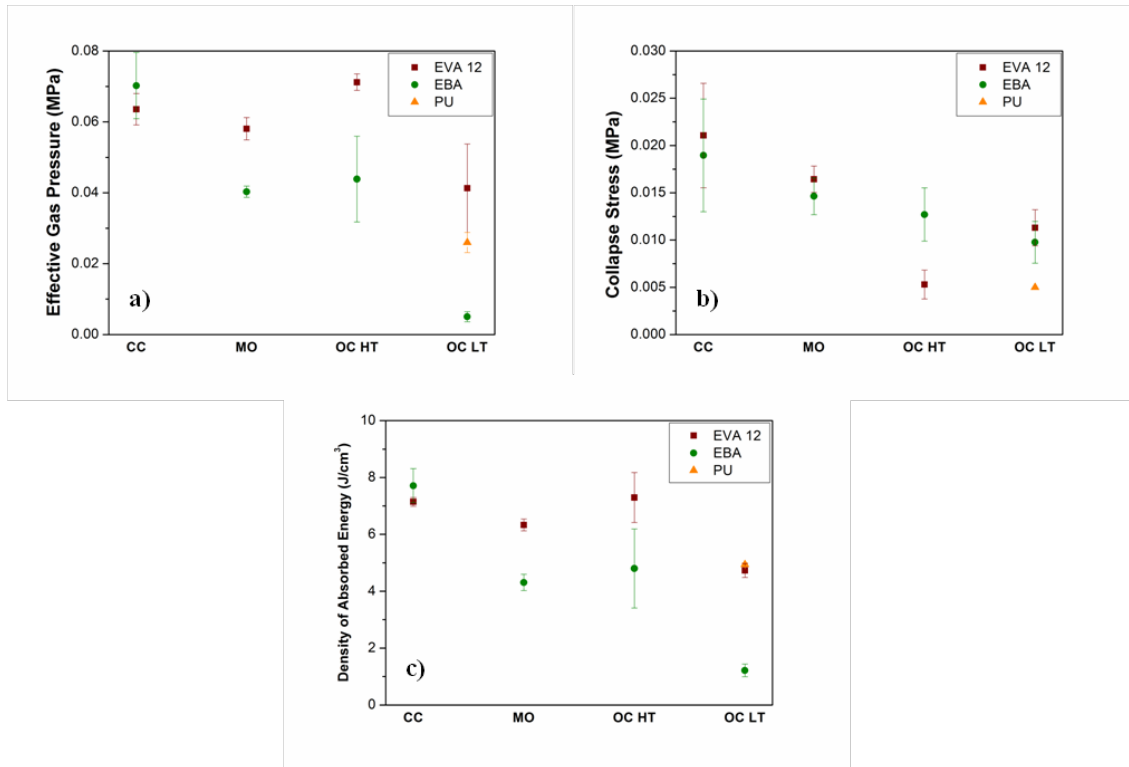 Effective Gas Pressure (MPa)
0.08
0.06
0.04
0.02
0.00
EVA 12
EBA
PU
a)
CC MO OC HT OC LT
Collapse Stress (MPa)
0.030
0.025
0.020
0.015
0.010
0.005
0.000
EVA 12
EBA
PU
b)
CC MO OC HT OC LT
Density of Absorbed Energy (J/cm³)
10
8
6
4
2
0
EVA 12
EBA
PU
c)
CC MO OC HT OC LT